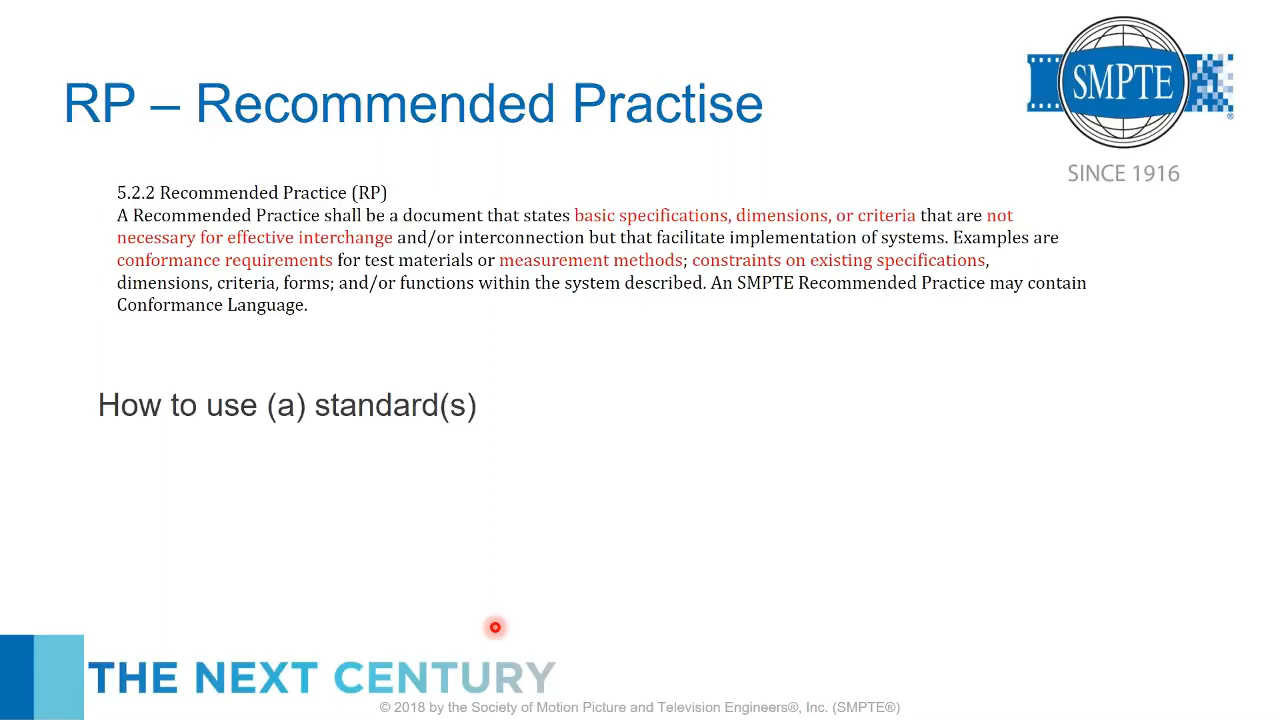 SMPTE
®
SINCE 1916
RP – Recommended Practise
5.2.2 Recommended Practice (RP)
A Recommended Practice shall be a document that states basic specifications, dimensions, or criteria that are not
necessary for effective interchange and/or interconnection but that facilitate implementation of systems. Examples are
conformance requirements for test materials or measurement methods; constraints on existing specifications,
dimensions, criteria, forms; and/or functions within the system described. An SMPTE Recommended Practice may contain
Conformance Language.
How to use (a) standard(s)
THE NEXT CENTURY
© 2018 by the Society of Motion Picture and Television Engineers®, Inc. (SMPTE®)